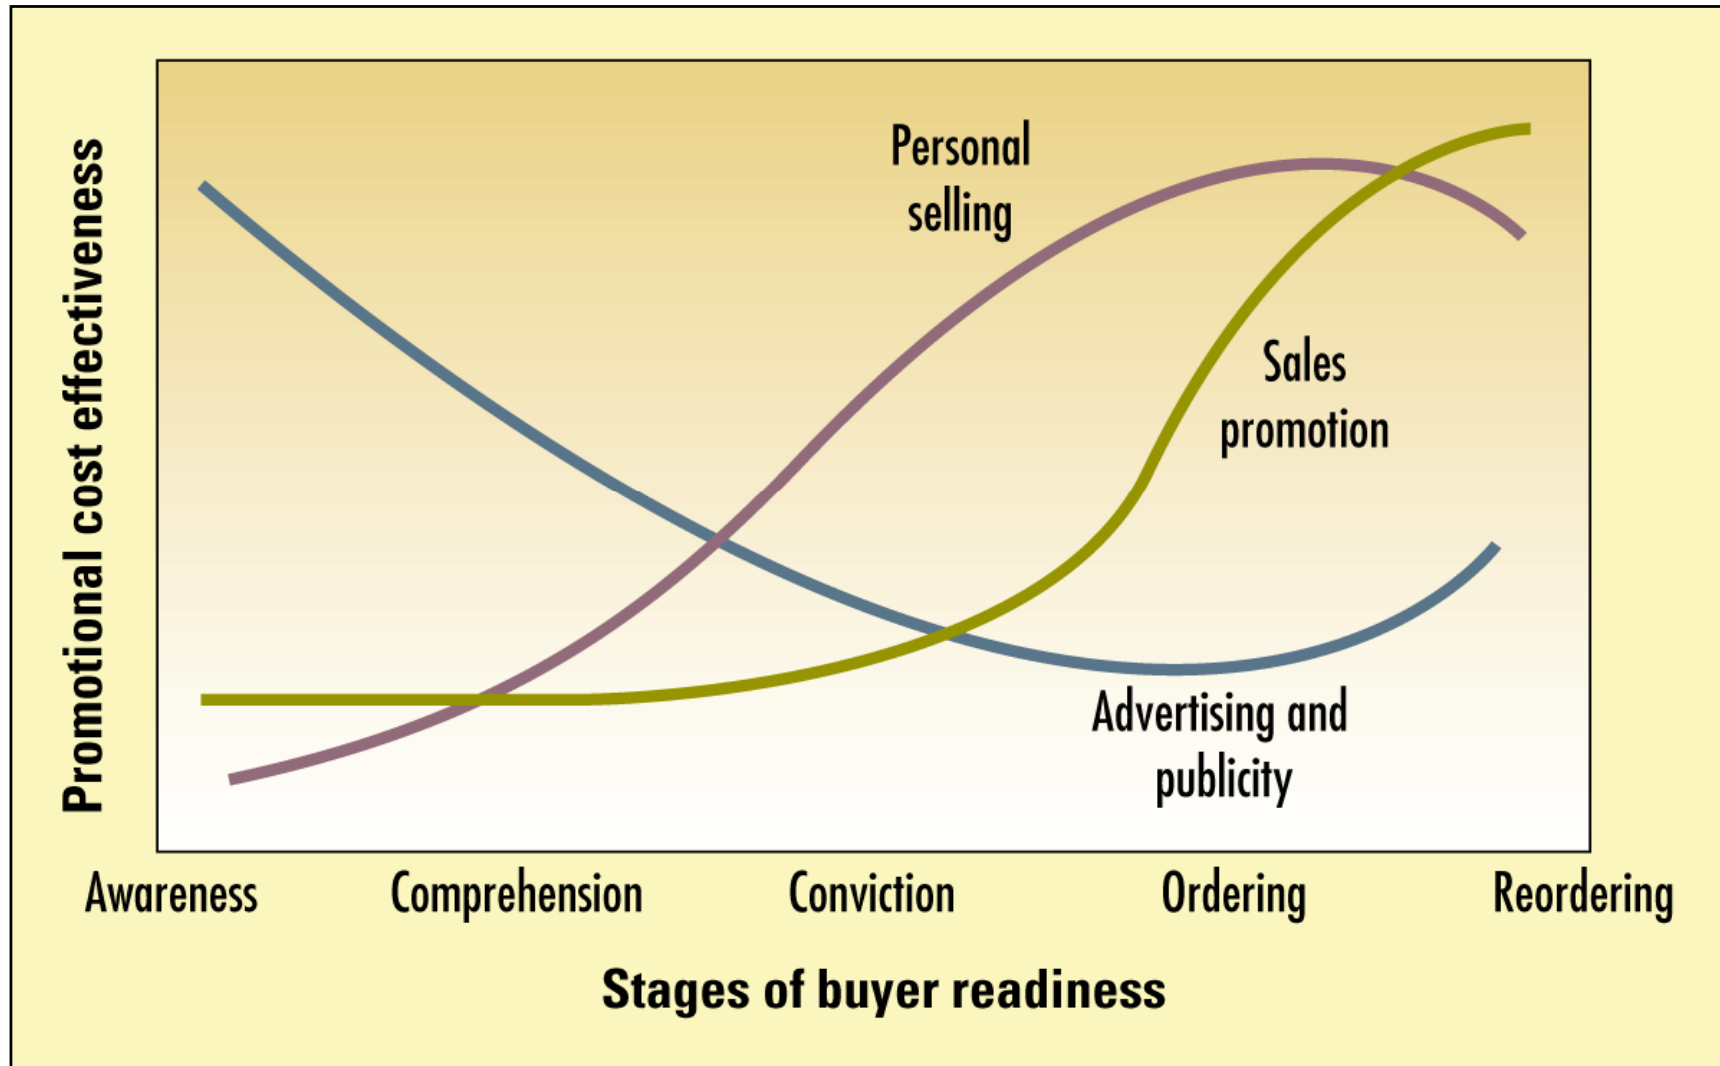 Promotional cost effectiveness
Personal
selling
Sales
promotion
Advertising and
publicity
Awareness
Comprehension
Conviction
Ordering
Reordering
Stages of buyer readiness